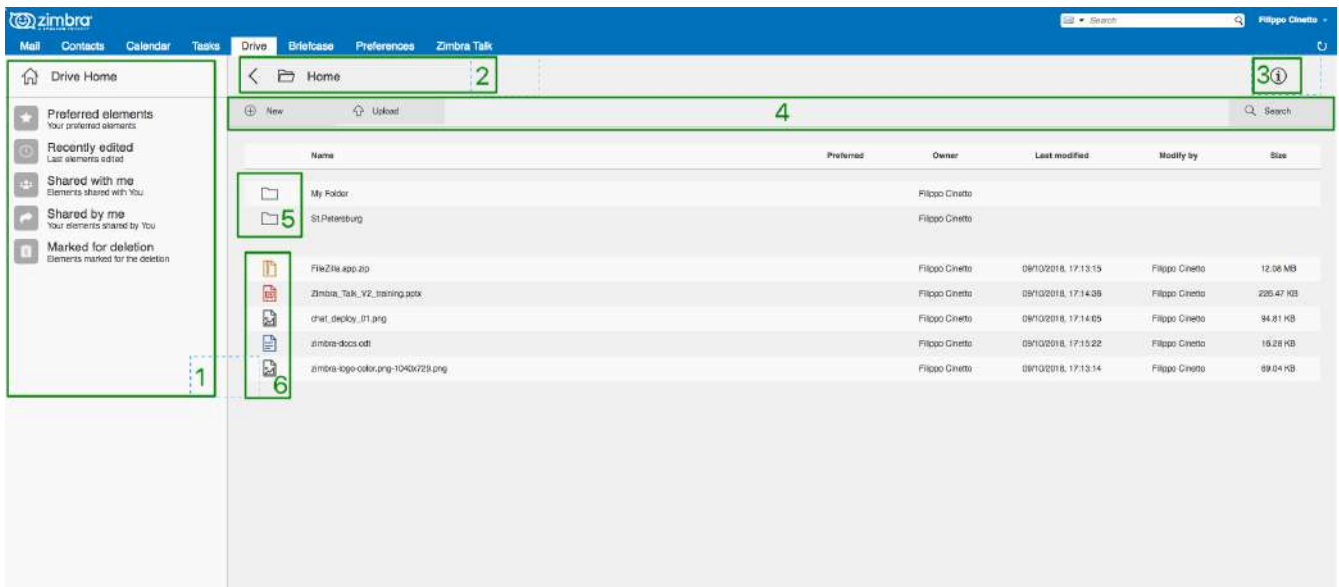 zimbra
Search
Filippo Cinetto
Mail Contacts Calendar Tasks Drive Briefcase Preferences Zimbra Talk
Drive Home
Home
2
3
New
Upload
4
Search
Preferred elements
Your preferred elements
Recently edited
Last elements edited
Shared with me
Elements shared with You
Shared by me
Your elements shared by You
Marked for deletion
Elements marked for the deletion
1
Name Preferred Owner Last modified Modify by Size
My Folder Filippo Cinetto
5
St.Petersburg Filippo Cinetto
FileZilla.app.zip Filippo Cinetto 09/10/2018, 17:13:15 Filippo Cinetto 12.08 MB
Zimbra_Talk_V2_training.pptx Filippo Cinetto 09/10/2018, 17:14:36 Filippo Cinetto 226.47 KB
chat_deploy_01.png Filippo Cinetto 09/10/2018, 17:14:05 Filippo Cinetto 94.81 KB
zimbra-docs.odt Filippo Cinetto 09/10/2018, 17:15:22 Filippo Cinetto 16.28 KB
zimbra-logo-color.png-1040x729.png Filippo Cinetto 09/10/2018, 17:13:14 Filippo Cinetto 69.04 KB
6